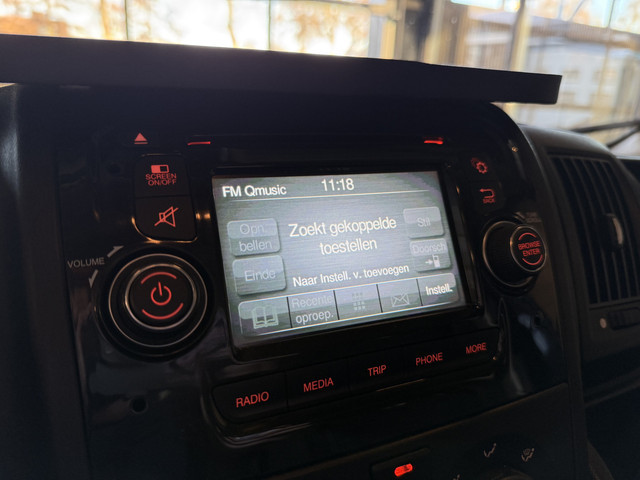 SCREEN
ON/OFF
VOLUME
FM Qmusic 11:18
Opn.
bellen
Zoekt gekoppelde
toestellen
Stil
Einde
Naar Instell. v. toevoegen
Recente
oproep.
Instell.
BACK
BROWSE
ENTER
RADIO MEDIA TRIP PHONE MORE